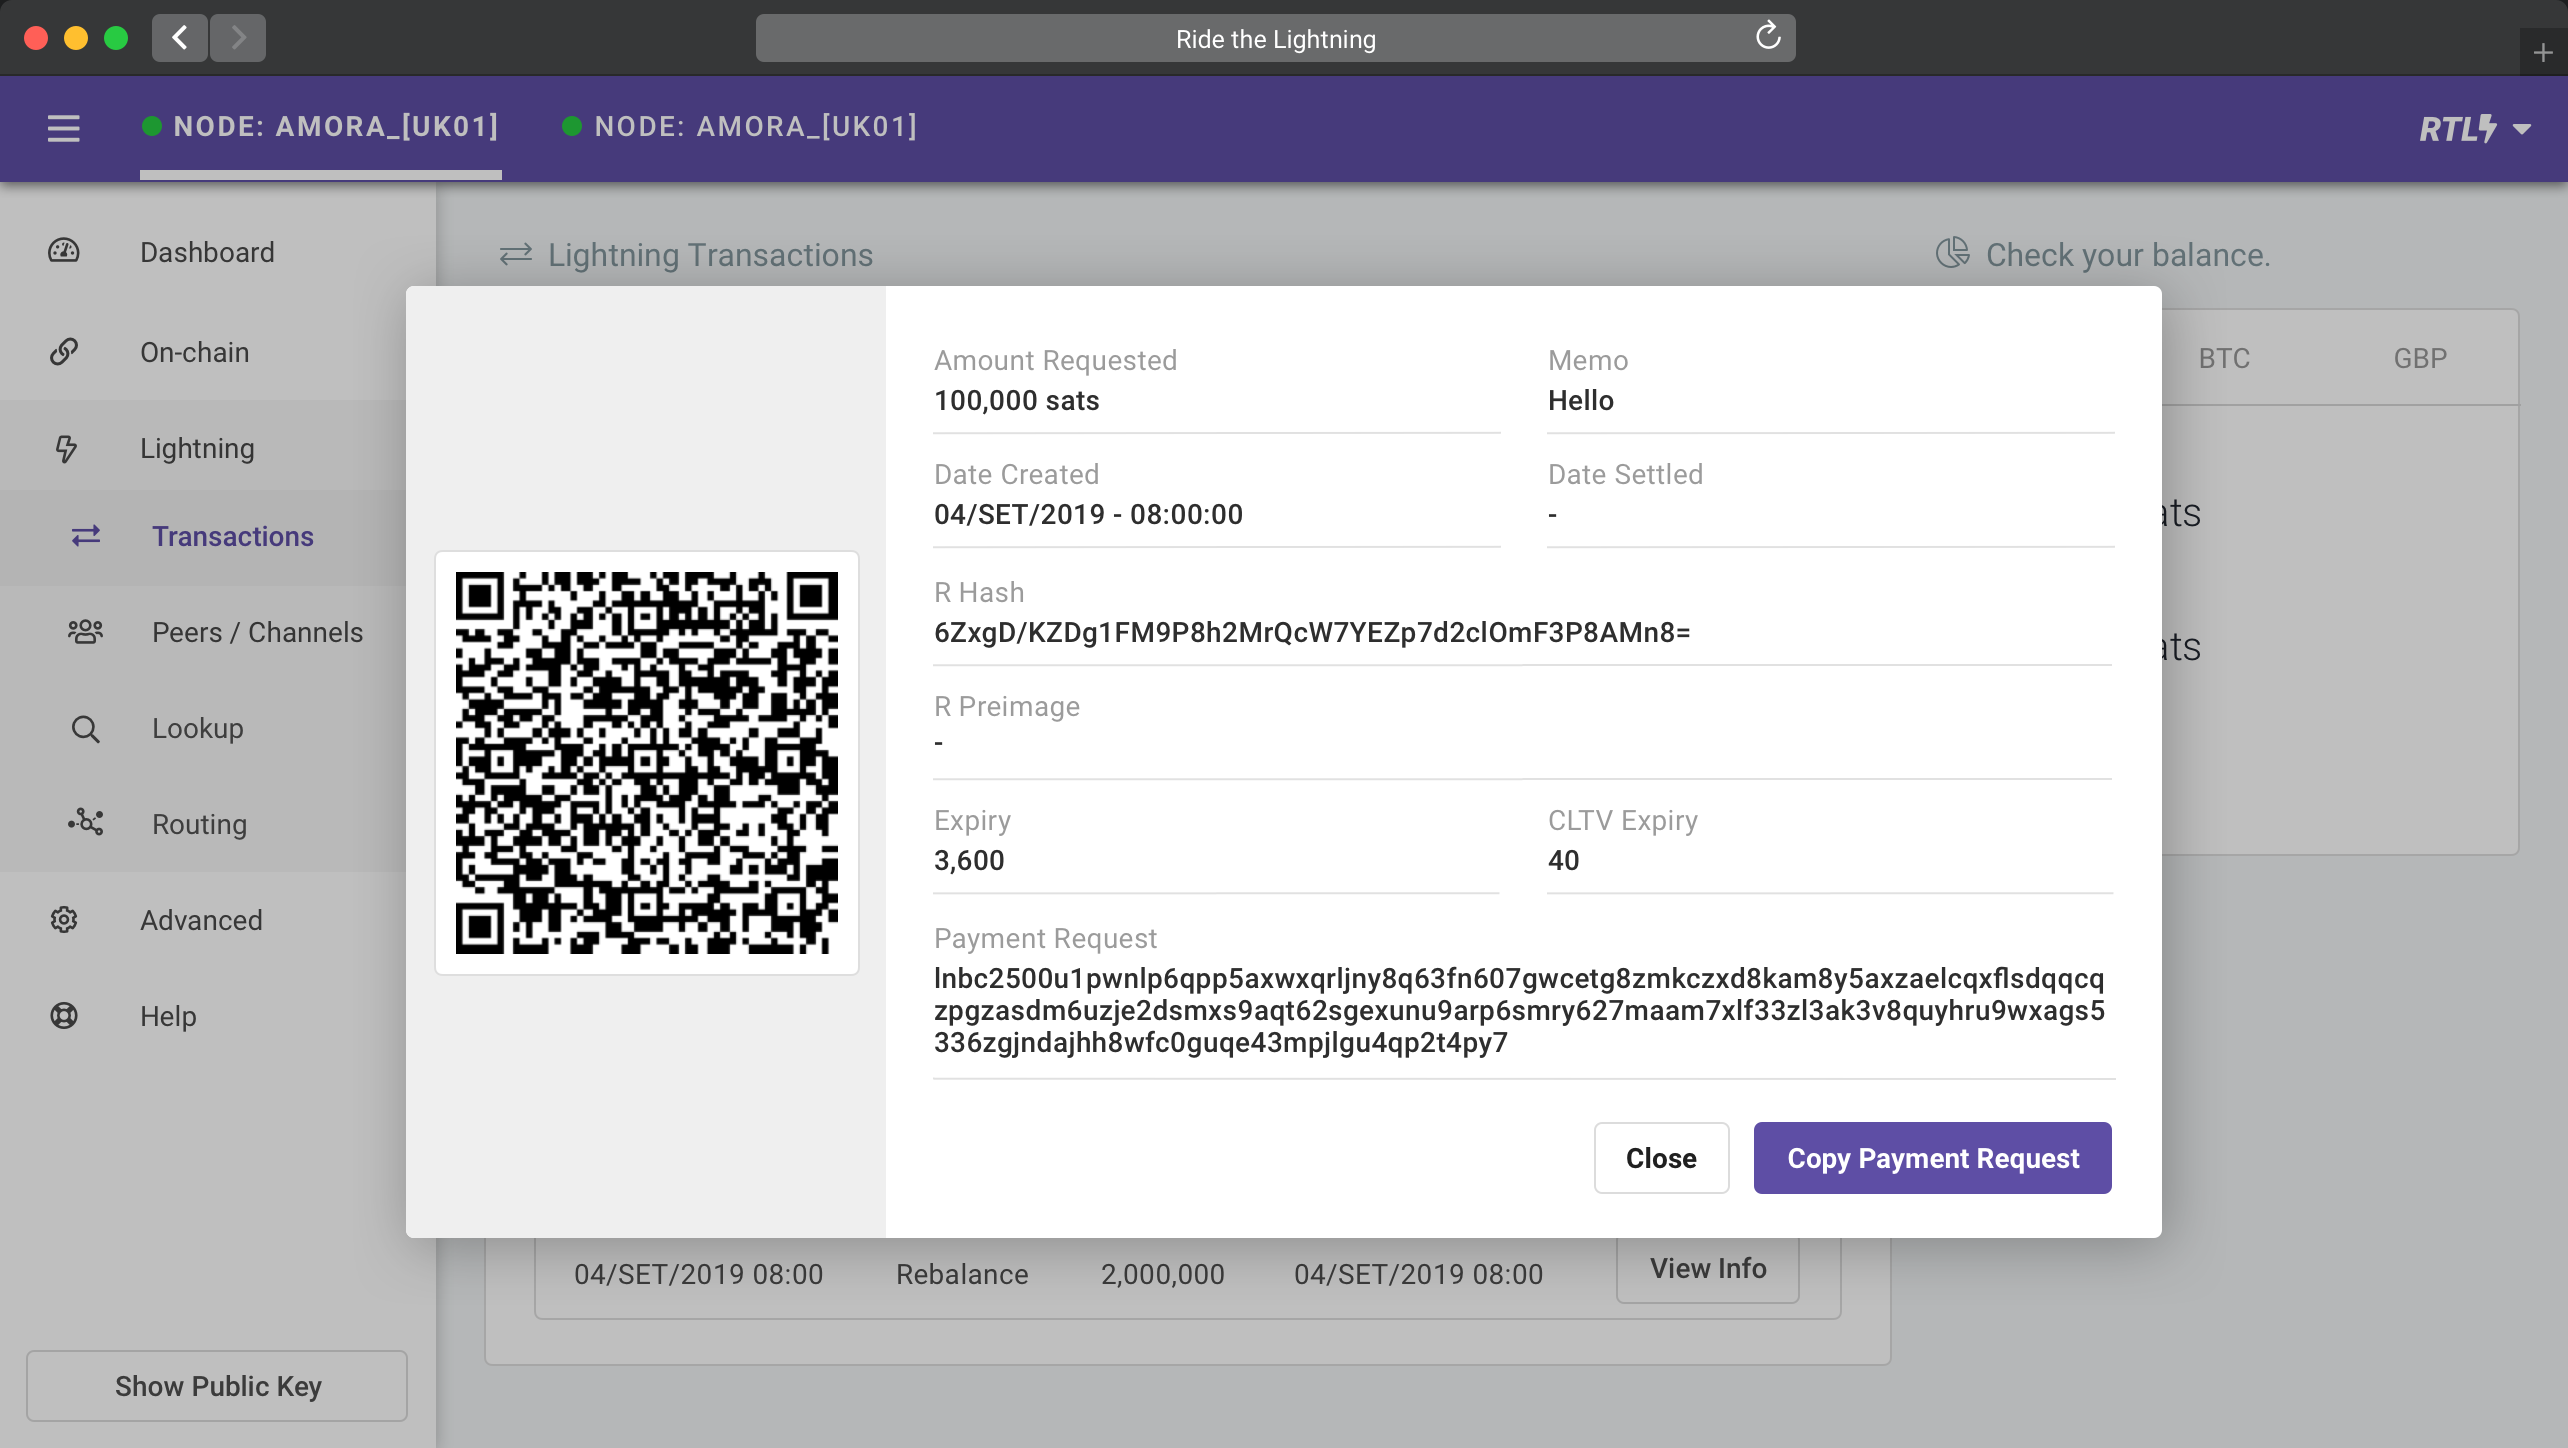 Ride the Lightning
NODE: AMORA_[UK01]
NODE: AMORA_[UK01]
RTL
Dashboard
On-chain
Lightning
Transactions
Peers / Channels
Lookup
Routing
Advanced
Help
Show Public Key
Lightning Transactions
Check your balance.
BTC
GBP
ats
ats
Amount Requested
100,000 sats
Memo
Hello
Date Created
04/SET/2019 - 08:00:00
Date Settled
-
R Hash
6ZxgD/KZDg1FM9P8h2MrQcW7YEZp7d2clOmF3P8AMn8=
R Preimage
-
Expiry
3,600
CLTV Expiry
40
Payment Request
lnbc2500u1pwnlp6qpp5axwxqrljny8q63fn607gwcetg8zmkczxd8kam8y5axzaelcqxflsdqqcq
zpgzasdm6uzje2dsmxs9aqt62sgexunu9arp6smry627maam7xlf33zl3ak3v8quyhru9wxags5
336zgjndajhh8wfc0guqe43mpjlgu4qp2t4py7
Close
Copy Payment Request
04/SET/2019 08:00
Rebalance
2,000,000
04/SET/2019 08:00
View Info